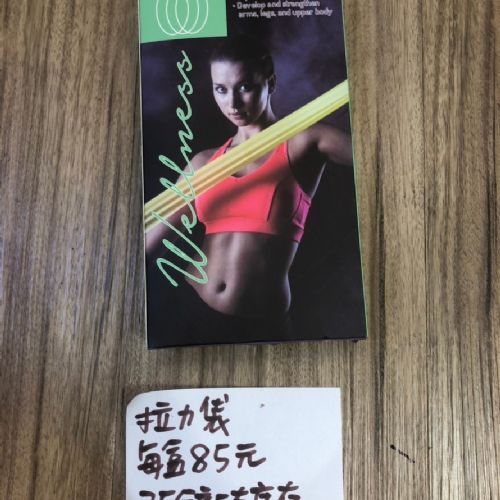 - Develop and strengthen
arms, legs, and upper body
Wellness
拉力袋
每盒85元